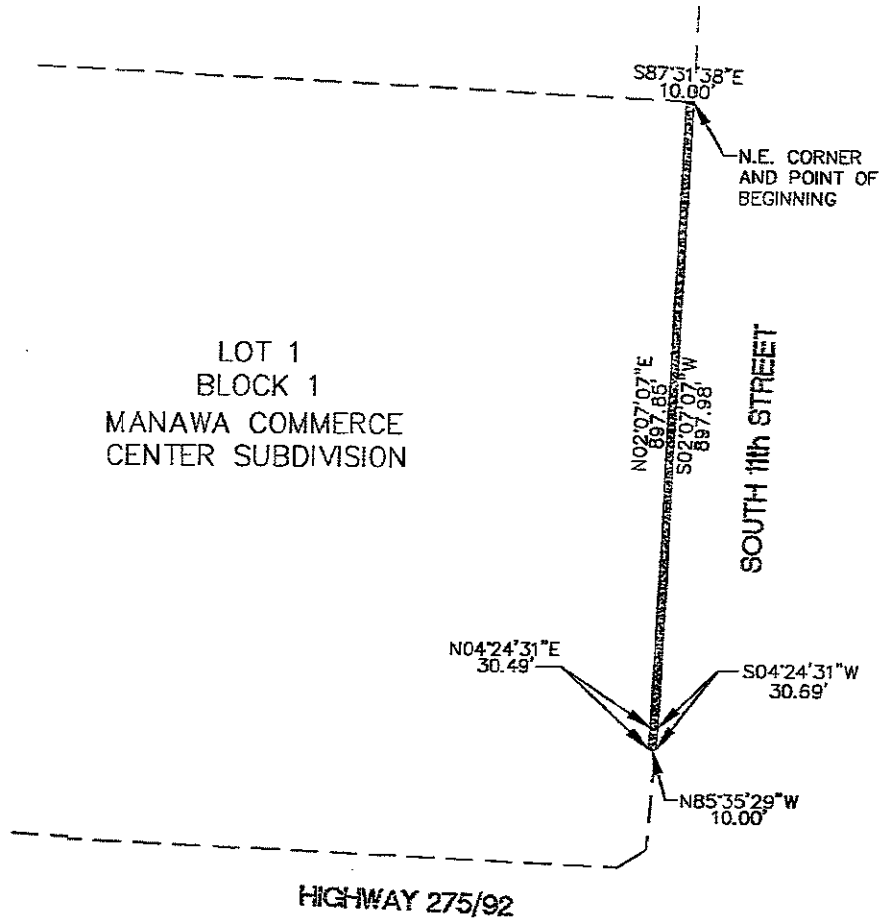 S87°31'38"E
10.00'
N.E. CORNER
AND POINT OF
BEGINNING
LOT 1
BLOCK 1
MANAWA COMMERCE
CENTER SUBDIVISION
N02°07'07"E
897.85'
S02°07'07"W
897.98'
SOUTH 11th STREET
N04°24'31"E
30.49'
S04°24'31"W
30.69'
N85°35'29"W
10.00'
HIGHWAY 275/92